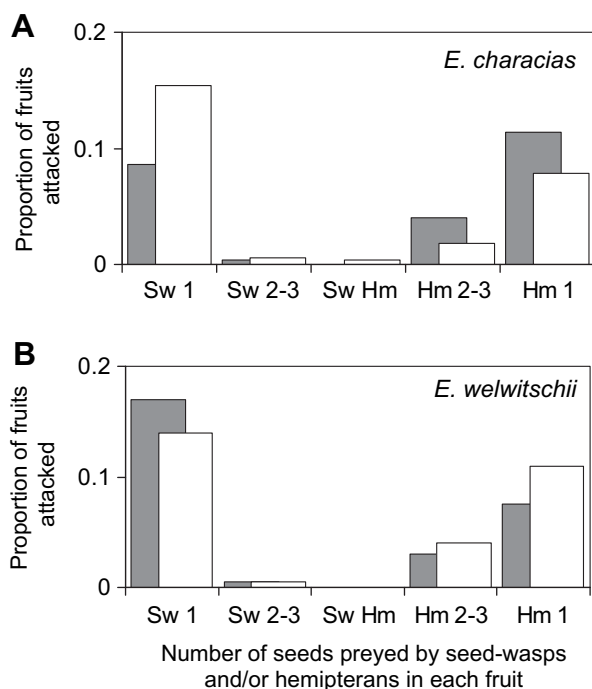 A
0.2
E. characias
Proportion of fruits
attacked
0.1
0
Sw 1 Sw 2-3 Sw Hm Hm 2-3 Hm 1
B
0.2
E. welwitschii
Proportion of fruits
attacked
0.1
0
Sw 1 Sw 2-3 Sw Hm Hm 2-3 Hm 1
Number of seeds preyed by seed-wasps
and/or hemipterans in each fruit